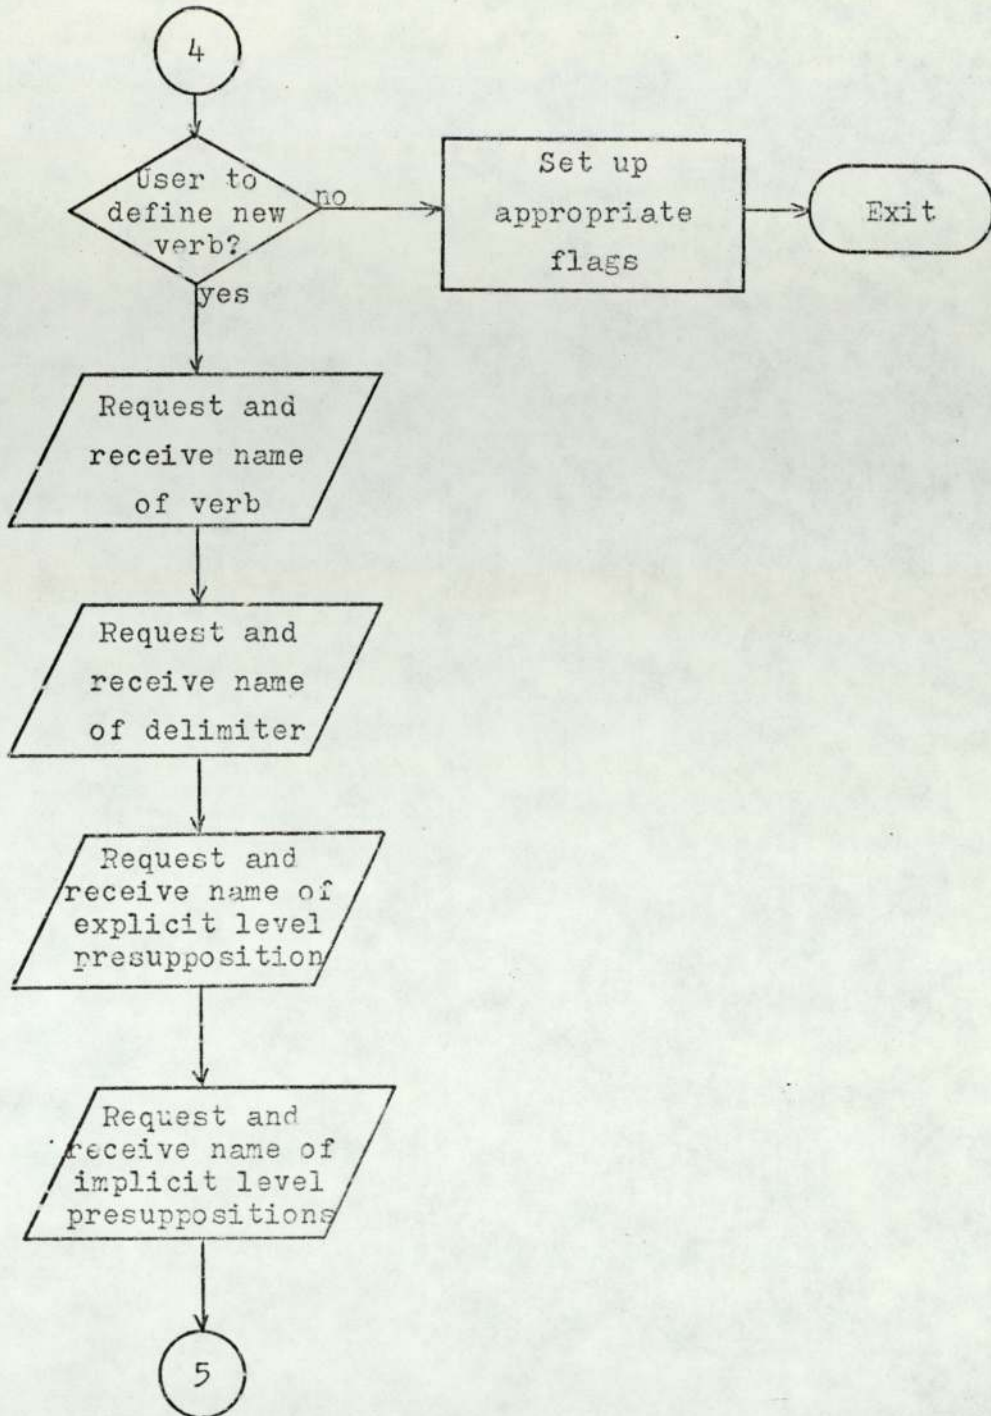 4
User to
define new
verb?
no
Set up
appropriate
flags
Exit
yes
Request and
receive name
of verb
Request and
receive name
of delimiter
Request and
receive name of
explicit level
presupposition
Request and
receive name of
implicit level
presuppositions
5